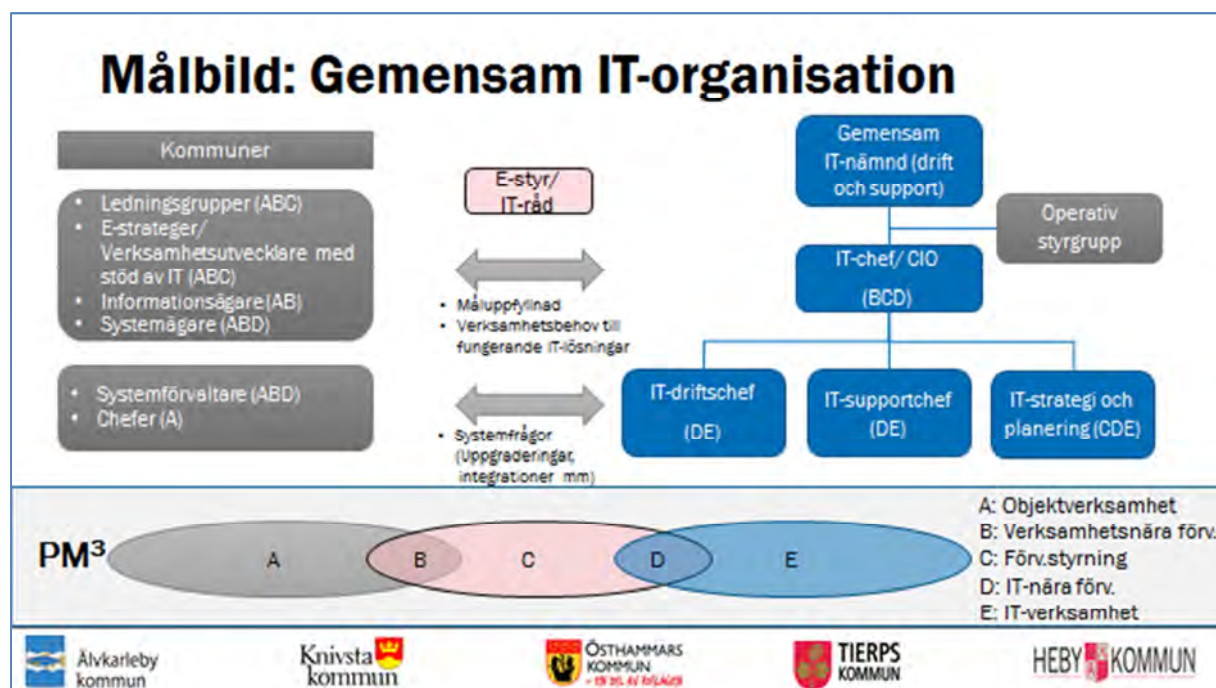 Målbild: Gemensam IT-organisation
Kommuner
• Ledningsgrupper (ABC)
• E-strateger/
Verksamhetsutvecklare med
stöd av IT (ABC)
• Informationsägare (AB)
• Systemägare (ABD)
• Systemförvaltare (ABD)
• Chefer (A)
E-styr/
IT-råd
• Måluppfyllnad
• Verksamhetsbehov till
fungerande IT-lösningar
• Systemfrågor
(Uppgraderingar,
integrationer mm)
Gemensam
IT-nämnd (drift
och support)
Operativ
styrgrupp
IT-chef/ CIO
(BCD)
IT-driftschef
(DE)
IT-supportchef
(DE)
IT-strategi och
planering (CDE)
PM³
A
B
C
D
E
A: Objektverksamhet
B: Verksamhetsnära förv.
C: Förv.styrning
D: IT-nära förv.
E: IT-verksamhet
Älvkarleby
kommun
Knivsta
kommun
ÖSTHAMMARS
KOMMUN
TIERPS
KOMMUN
HEBY KOMMUN